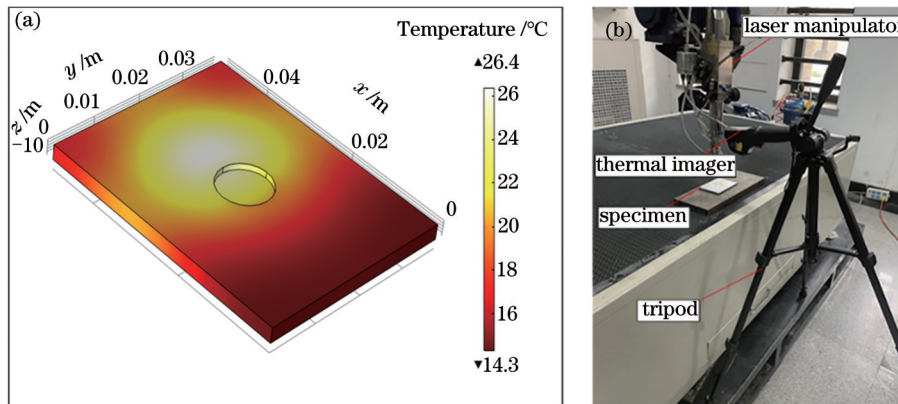 (a)
Temperature /℃
▲26.4
26
24
22
20
18
16
▼14.3
y /m
0.03
0.02
0.01
0
z /m
0
−10
0.04
x /m
0.02
0
(b)
laser manipulator
thermal imager
specimen
tripod